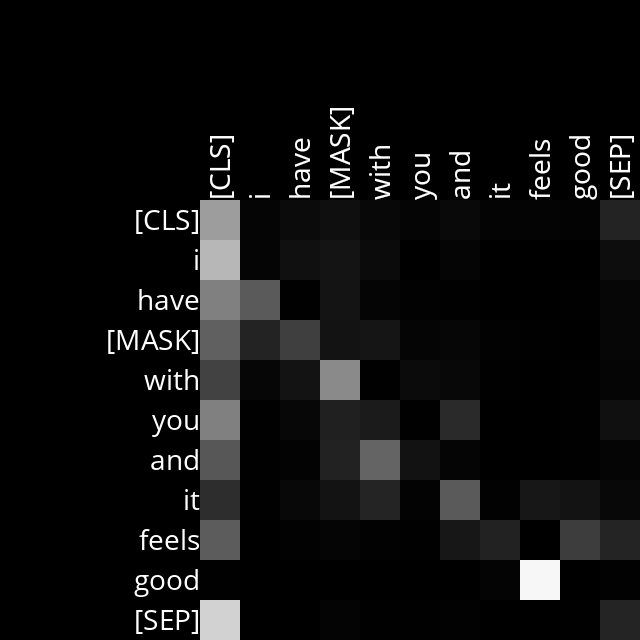 [CLS] i have [MASK] with you and it feels good [SEP]
[CLS]
i
have
[MASK]
with
you
and
it
feels
good
[SEP]